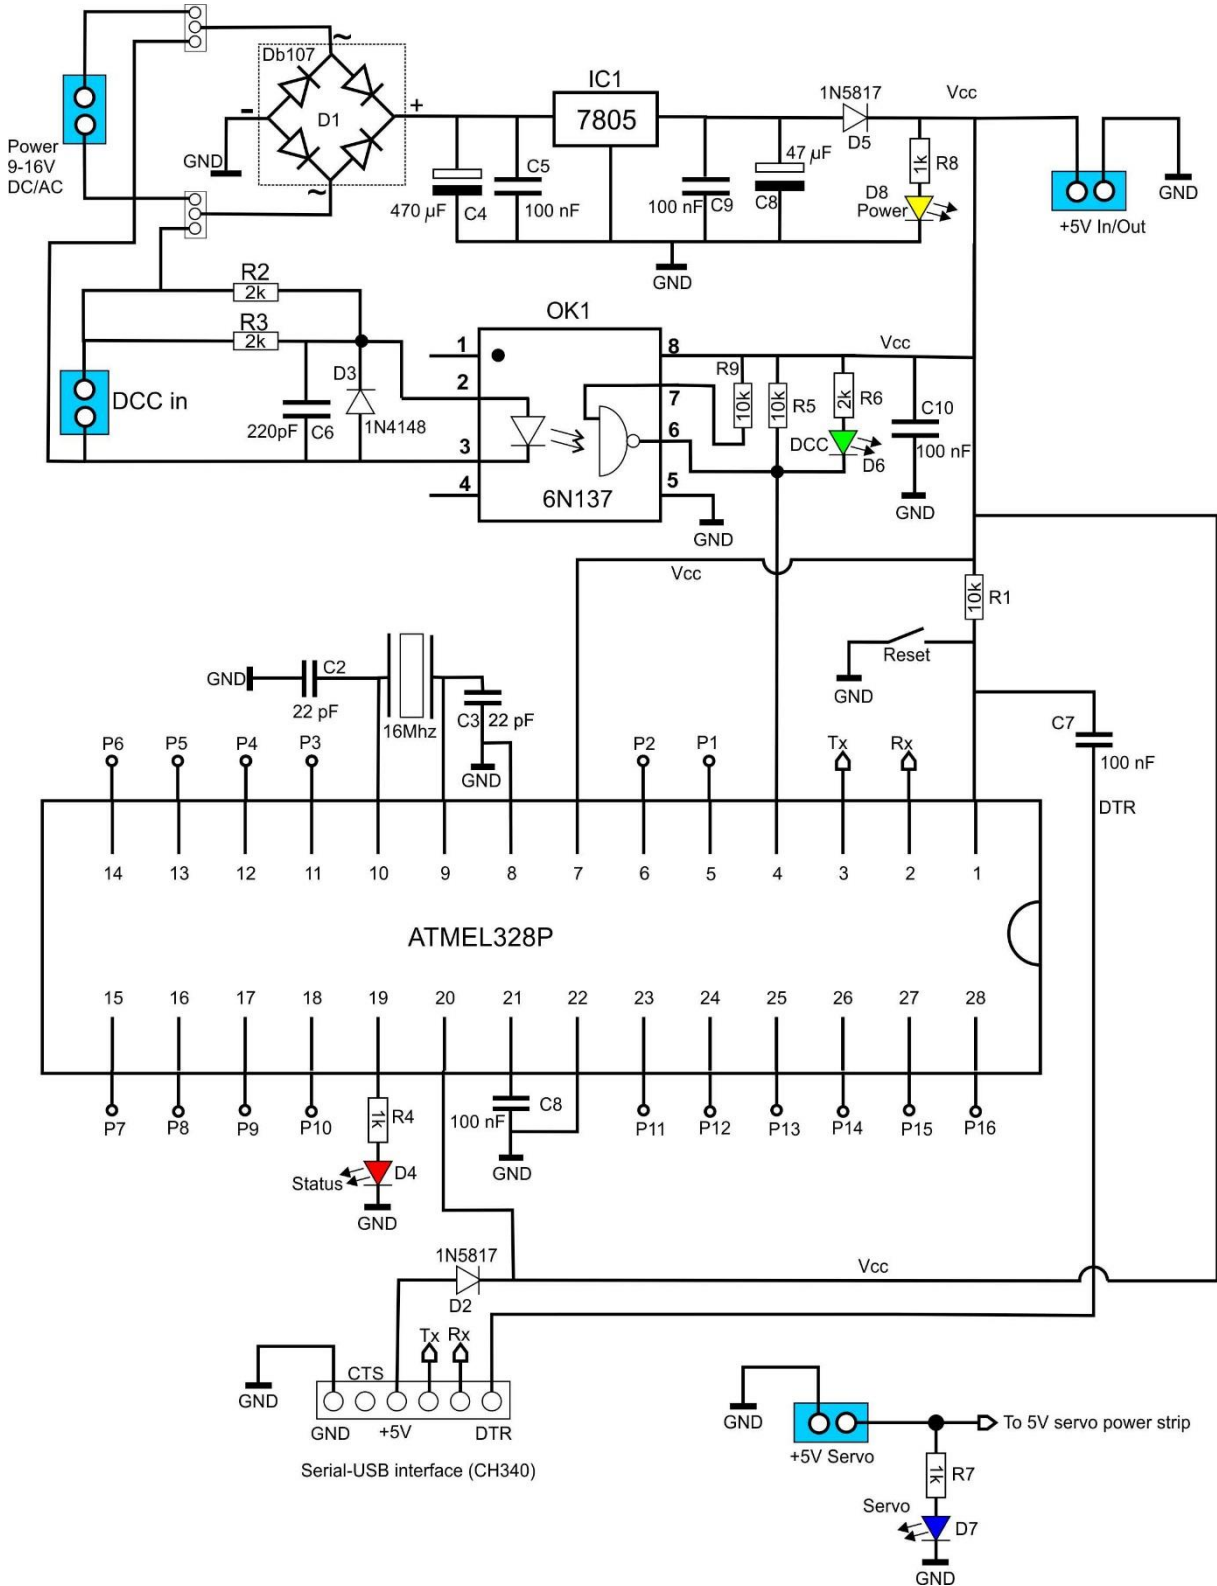 Db107
~
-
+
D1
GND
~
Power
9-16V
DC/AC
IC1
7805
1N5817
D5
Vcc
470 µF
C4
C5
100 nF
100 nF
C9
47 µF
C8
1k
R8
D8
Power
GND
+5V In/Out
GND
R2
2k
R3
2k
DCC in
220pF
C6
D3
1N4148
OK1
1
2
3
4
8
7
6
5
6N137
GND
R9
10k
10k
R5
2k
R6
DCC
D6
Vcc
C10
100 nF
GND
Vcc
10k
R1
Reset
GND
GND
C2
22 pF
16Mhz
C3
22 pF
GND
C7
100 nF
DTR
P6
P5
P4
P3
P2
P1
Tx
Rx
14
13
12
11
10
9
8
7
6
5
4
3
2
1
ATMEL328P
15
16
17
18
19
20
21
22
23
24
25
26
27
28
P7
P8
P9
P10
1k
R4
Status
D4
GND
100 nF
C8
GND
P11
P12
P13
P14
P15
P16
1N5817
D2
Vcc
Tx
Rx
GND
CTS
GND
+5V
DTR
Serial-USB interface (CH340)
GND
+5V Servo
To 5V servo power strip
1k
R7
Servo
D7
GND